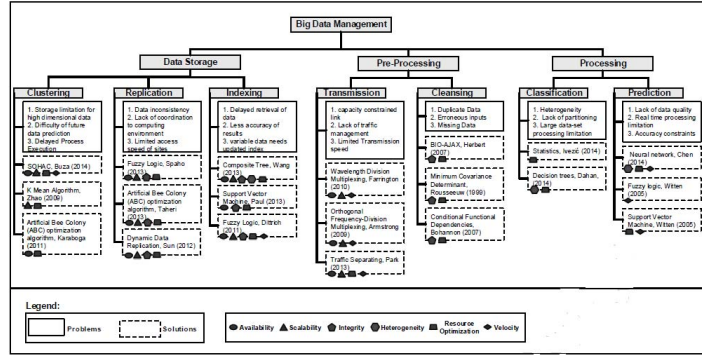 Big Data Management
Data Storage
Pre-Processing
Processing
Clustering
1. Storage limitation for
high dimensional data
2. Difficulty of future
data prediction
3. Delayed Process
Executies
SOHAC, Buza (2014)
K Mean Algorithm,
Zhao (2009)
Artificial Bee Colony
(ABC) optimization
algorithm, Karaboga
(2011)
Replication
1. Data inconsistency
2. Lack of coordination
to computing
environment
3. Limited access
speed of sites
Fuzzy Logic, Spaho
(2013)
Artificial Bee Colony
(ABC) optimization
algorithm, Taheri
(2013)
Dynamic Data
Replication, Sun (2012)
Indexing
1. Delayed retrieval of
data
2. Less accuracy of
results
3. variable data needs
updated index
Composite Tree, Wang
(2013)
Support Vector
Machine, Paul (2013)
Fuzzy Logic, Dittrich
(2011)
Transmission
1. capacity constrained
link
2. Lack of traffic
management
3. Limited Transmission
speed
Wavelength Division
Multiplexing, Farrington
(2010)
Orthogonal
Frequency-Division
Multiplexing, Armstrong
(2009)
Traffic Separating, Park
(2013)
Cleansing
1. Duplicate Data
2. Erroneous inputs
3. Missing Data
BIO-AJAX, Herbert
(2007)
Minimum Covariance
Determinant,
Rousseeuw (1999)
Conditional Functional
Dependencies,
Bohannon (2007)
Classification
1. Heterogeneity
2. Lack of partitioning
3. Large data-set
processing limitation
Statistics, Ivezić (2014)
Decision trees, Dahan,
(2014)
Prediction
1. Lack of data quality
2. Real time processing
limitation
3. Accuracy constraints
Neural network, Chen
(2014)
Fuzzy logic, Witten
(2005)
Support Vector
Machine, Witten (2005)
Legend:
Problems
Solutions
Availability
Scalability
Integrity
Heterogeneity
Resource
Optimization
Velocity